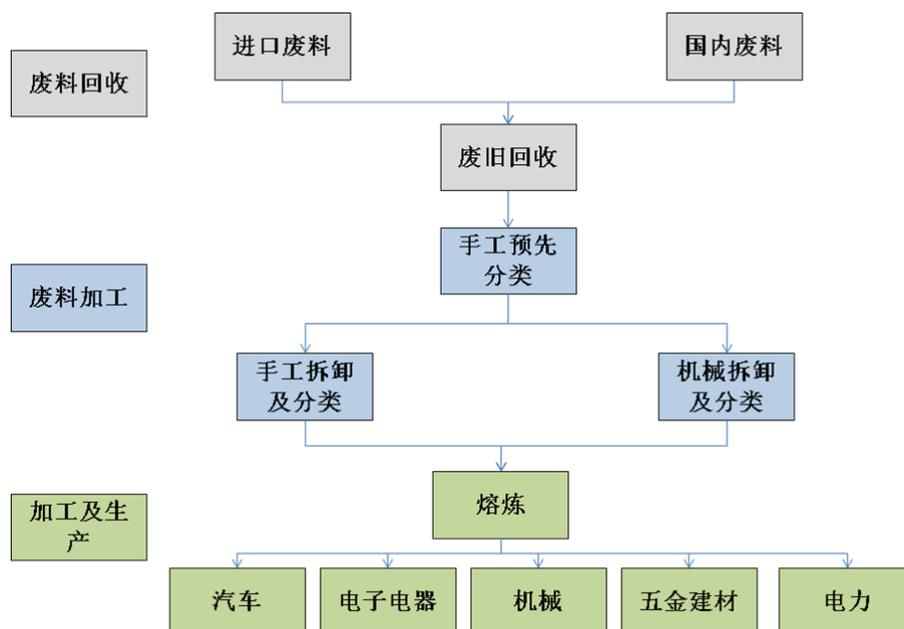 进口废料
国内废料
废料回收
废旧回收
手工预先
分类
废料加工
手工拆卸
及分类
机械拆卸
及分类
熔炼
加工及生
产
汽车
电子电器
机械
五金建材
电力